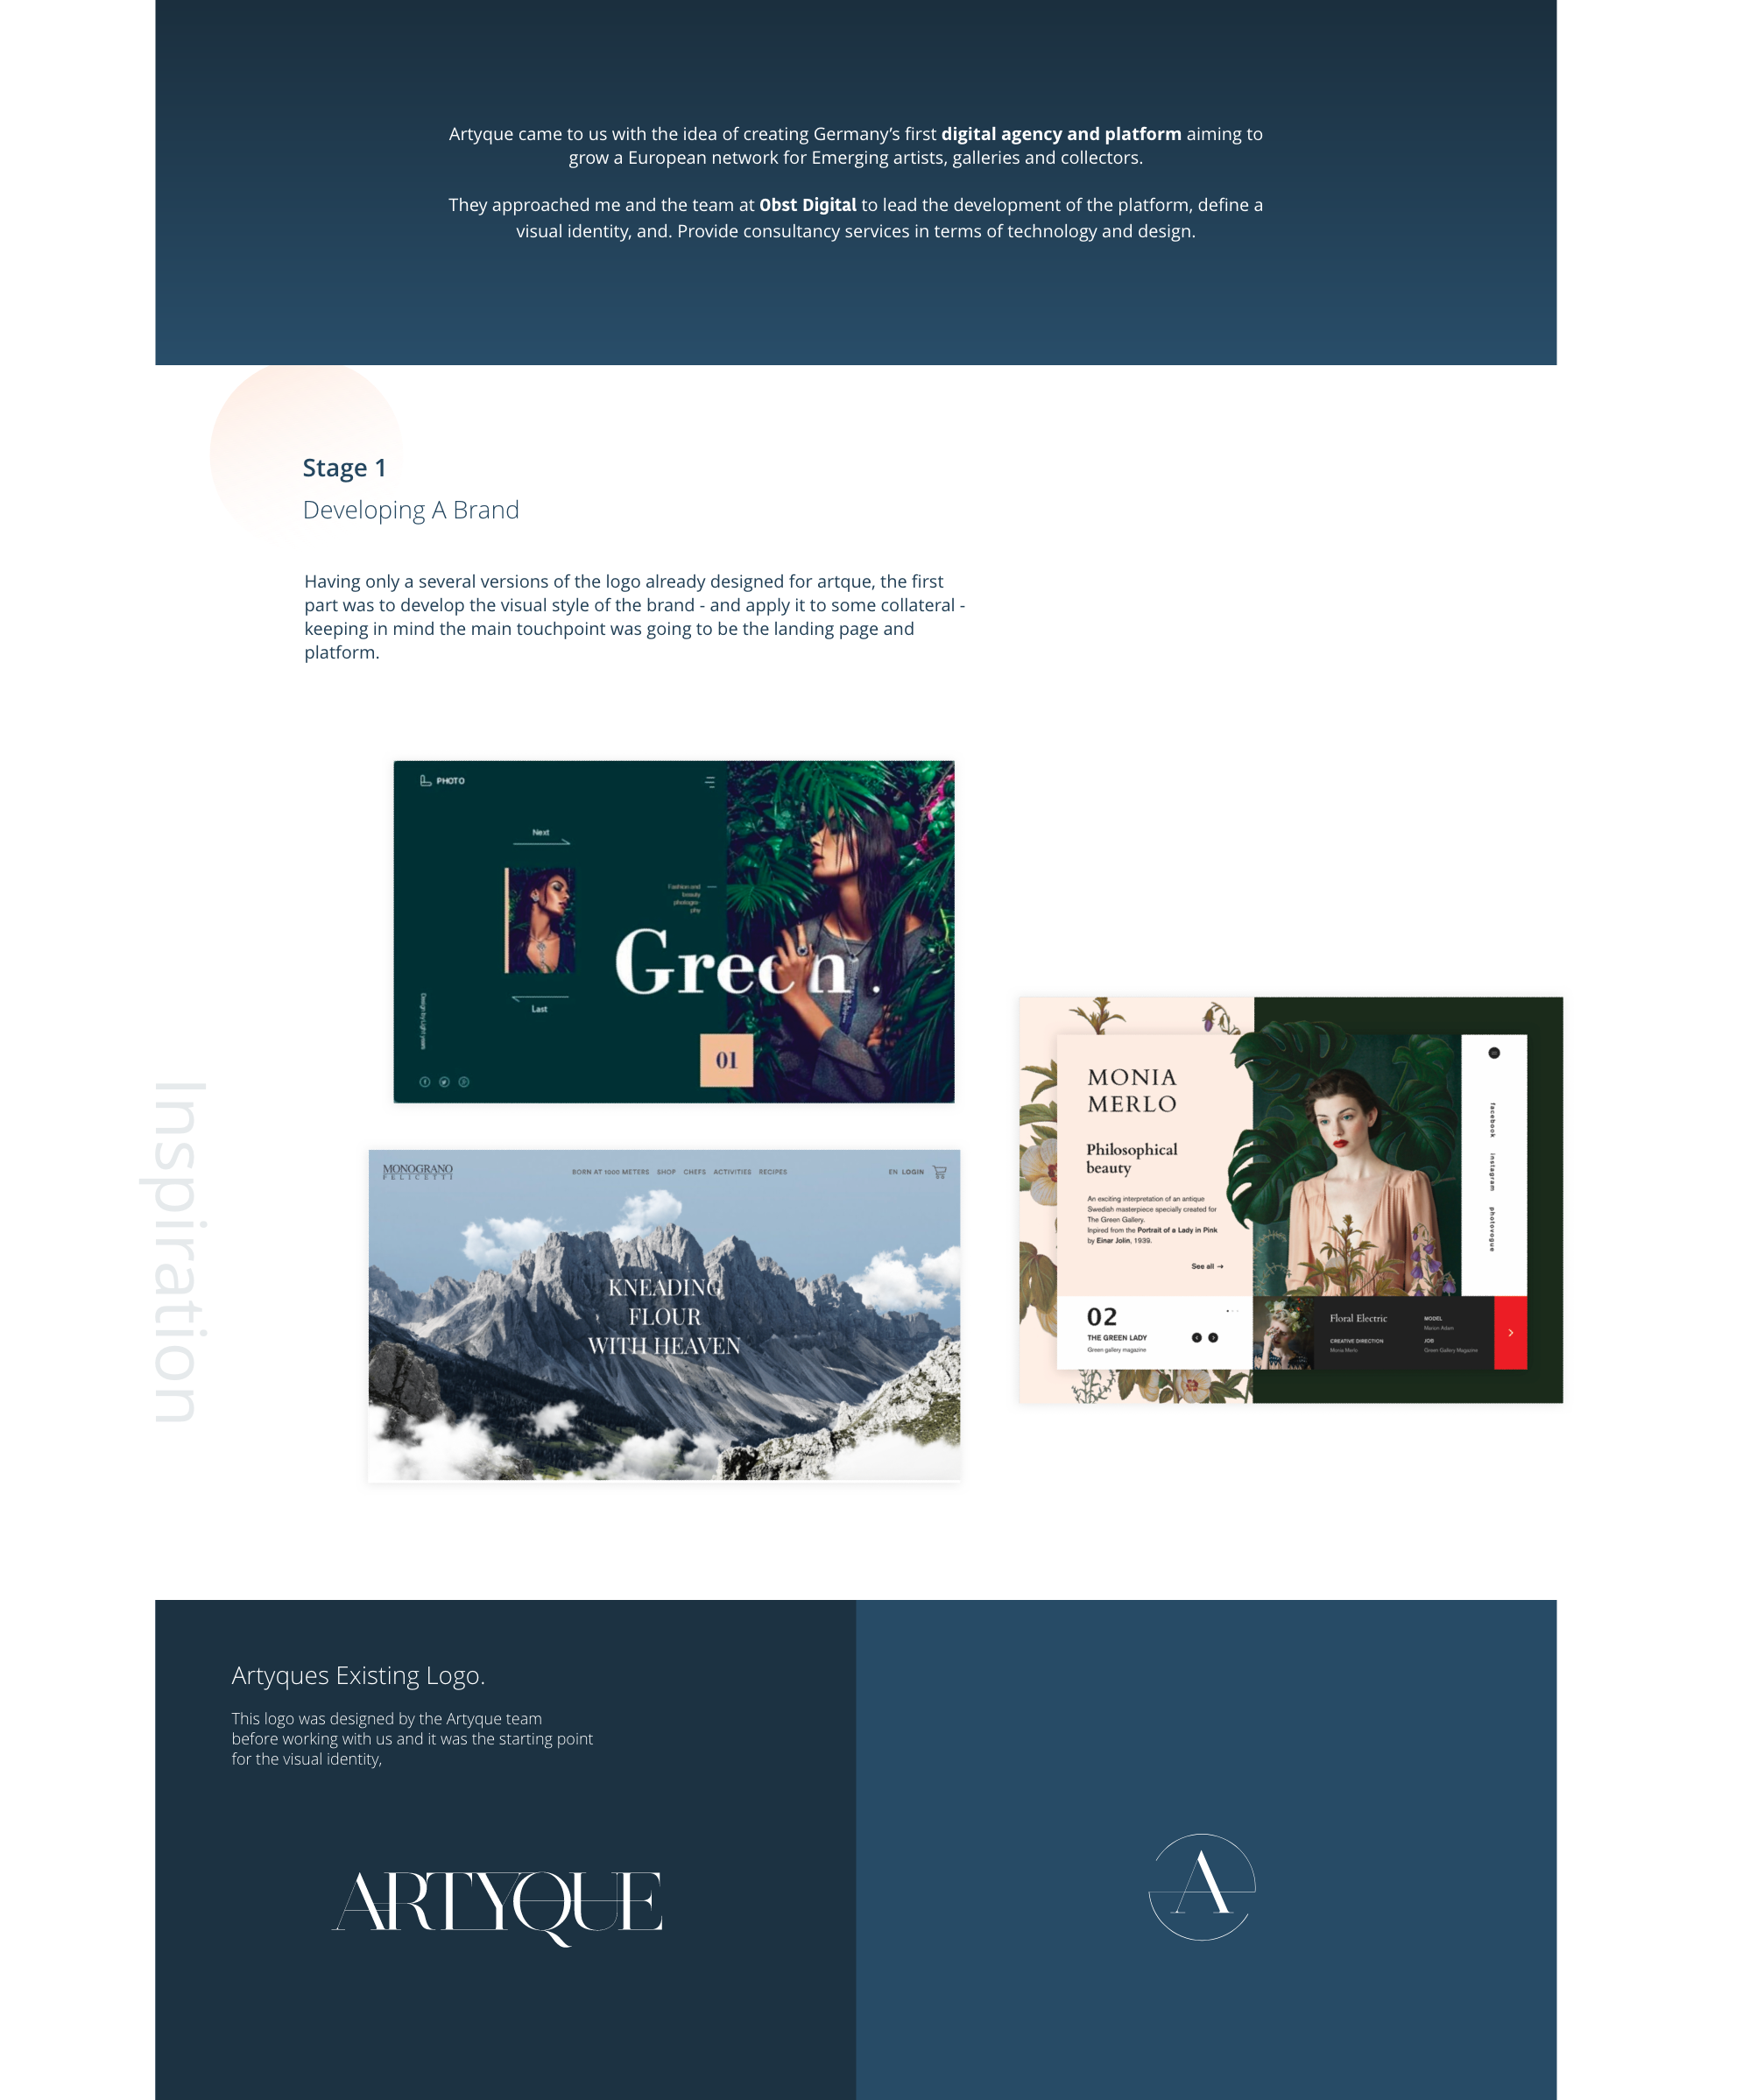 Artyque came to us with the idea of creating Germany’s first digital agency and platform aiming to
grow a European network for Emerging artists, galleries and collectors.
They approached me and the team at Obst Digital to lead the development of the platform, define a
visual identity, and. Provide consultancy services in terms of technology and design.
Stage 1
Developing A Brand
Having only a several versions of the logo already designed for artque, the first
part was to develop the visual style of the brand - and apply it to some collateral -
keeping in mind the main touchpoint was going to be the landing page and
platform.
Inspiration
PHOTO
Next
Fashion and
beauty
photogra-
phy
Green.
Last
Design by Light years
01
MONOGRANO
FELICETTI
BORN AT 1000 METERS SHOP CHEFS ACTIVITIES RECIPES
EN LOGIN
KNEADING
FLOUR
WITH HEAVEN
MONIA
MERLO
Philosophical
beauty
An exciting interpretation of an antique
Swedish masterpiece specially created for
The Green Gallery.
Inpired from the Portrait of a Lady in Pink
by Einar Jolin, 1939.
See all →
facebook instagram photovogue
02
THE GREEN LADY
Green gallery magazine
Floral Electric
CREATIVE DIRECTION
Monia Merlo
MODEL
Marion Adam
JOB
Green Gallery Magazine
Artyques Existing Logo.
This logo was designed by the Artyque team
before working with us and it was the starting point
for the visual identity,
ARTYQUE
A